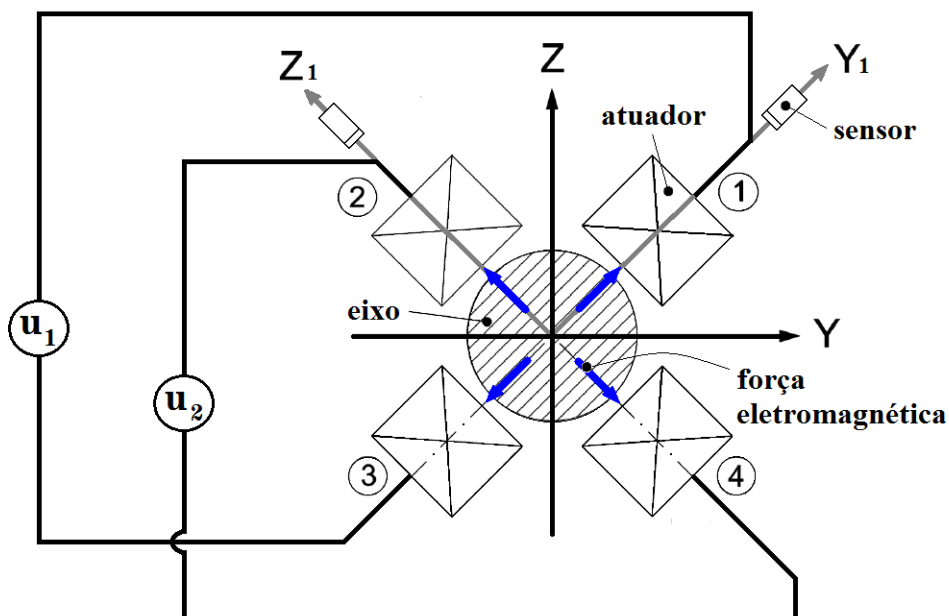 Z₁
Z
Y₁
atuador
sensor
2
1
eixo
Y
u₁
u₂
força
eletromagnética
3
4